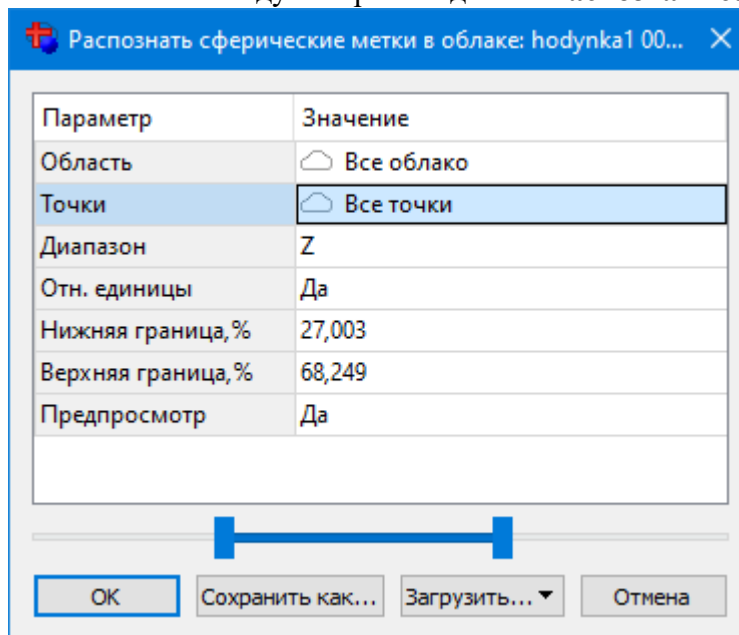 Распознать сферические метки в облаке: hodynka1 00...
Параметр Значение
Область Все облако
Точки Все точки
Диапазон Z
Отн. единицы Да
Нижняя граница,% 27,003
Верхняя граница,% 68,249
Предпросмотр Да
OK Сохранить как... Загрузить... Отмена